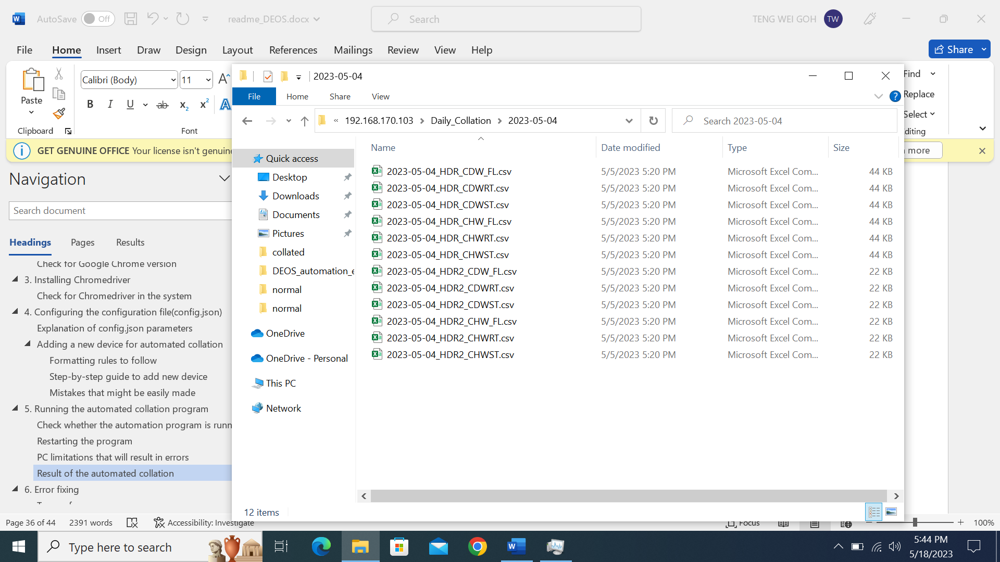 AutoSave Off readme_DEOS.docx Search TENG WEI GOH TW
File Home Insert Draw Design Layout References Mailings Review View Help Share
Paste
Clipboard
Calibri (Body) 11
B I U ab x₂ x² A
Font
Find
Replace
Select
GET GENUINE OFFICE Your license isn't
more
Navigation
Search document
Headings Pages Results
Check for Google Chrome version
3. Installing Chromedriver
Check for Chromedriver in the system
4. Configuring the configuration file(config.json)
Explanation of config.json parameters
Adding a new device for automated collation
Formatting rules to follow
Step-by-step guide to add new device
Mistakes that might be easily made
5. Running the automated collation program
Check whether the automation program is runn
Restarting the program
PC limitations that will result in errors
Result of the automated collation
6. Error fixing
2023-05-04
File Home Share View
« 192.168.170.103 > Daily_Collation > 2023-05-04
Search 2023-05-04
Quick access
Desktop
Downloads
Documents
Pictures
collated
DEOS_automation_e
normal
normal
OneDrive
OneDrive - Personal
This PC
Network
Name Date modified Type Size
2023-05-04_HDR_CDW_FL.csv 5/5/2023 5:20 PM Microsoft Excel Com... 44 KB
2023-05-04_HDR_CDWRT.csv 5/5/2023 5:20 PM Microsoft Excel Com... 44 KB
2023-05-04_HDR_CDWST.csv 5/5/2023 5:20 PM Microsoft Excel Com... 44 KB
2023-05-04_HDR_CHW_FL.csv 5/5/2023 5:20 PM Microsoft Excel Com... 44 KB
2023-05-04_HDR_CHWRT.csv 5/5/2023 5:20 PM Microsoft Excel Com... 44 KB
2023-05-04_HDR_CHWST.csv 5/5/2023 5:20 PM Microsoft Excel Com... 44 KB
2023-05-04_HDR2_CDW_FL.csv 5/5/2023 5:20 PM Microsoft Excel Com... 22 KB
2023-05-04_HDR2_CDWRT.csv 5/5/2023 5:20 PM Microsoft Excel Com... 22 KB
2023-05-04_HDR2_CDWST.csv 5/5/2023 5:20 PM Microsoft Excel Com... 22 KB
2023-05-04_HDR2_CHW_FL.csv 5/5/2023 5:20 PM Microsoft Excel Com... 22 KB
2023-05-04_HDR2_CHWRT.csv 5/5/2023 5:20 PM Microsoft Excel Com... 22 KB
2023-05-04_HDR2_CHWST.csv 5/5/2023 5:20 PM Microsoft Excel Com... 22 KB
12 items
Page 36 of 44 2391 words Accessibility: Investigate Focus 100%
Type here to search
5:44 PM
5/18/2023